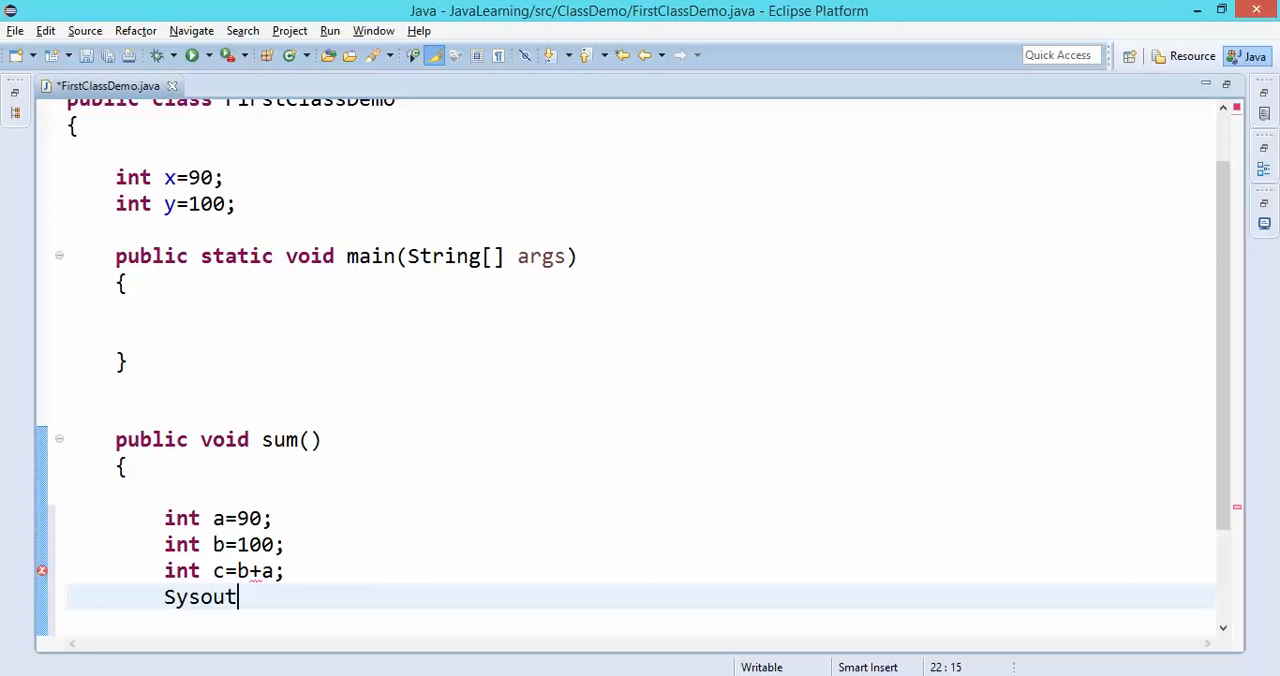 Java - JavaLearning/src/ClassDemo/FirstClassDemo.java - Eclipse Platform
File Edit Source Refactor Navigate Search Project Run Window Help
Quick Access Resource Java
*FirstClassDemo.java
public class FirstClassDemo
{
int x=90;
int y=100;
public static void main(String[] args)
{
}
public void sum()
{
int a=90;
int b=100;
int c=b+a;
Sysout
Writable Smart Insert 22 : 15